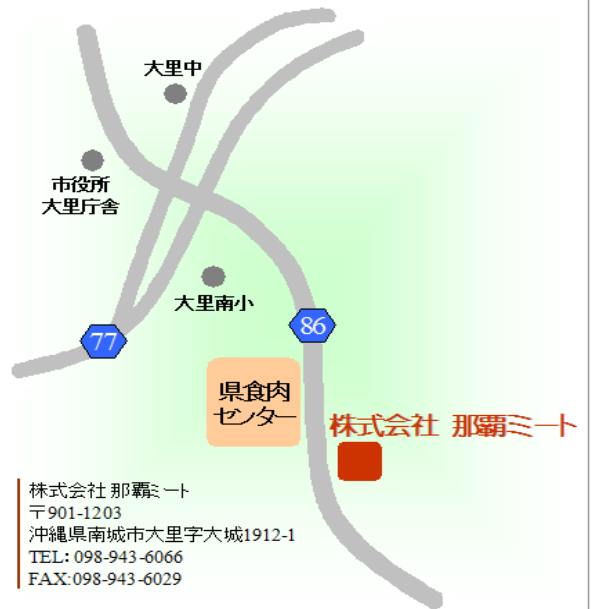 大里中
市役所
大里庁舎
大里南小
77
86
県食肉
センター
株式会社 那覇ミート
株式会社 那覇ミート
〒901-1203
沖縄県南城市大里字大城1912-1
TEL: 098-943-6066
FAX:098-943-6029